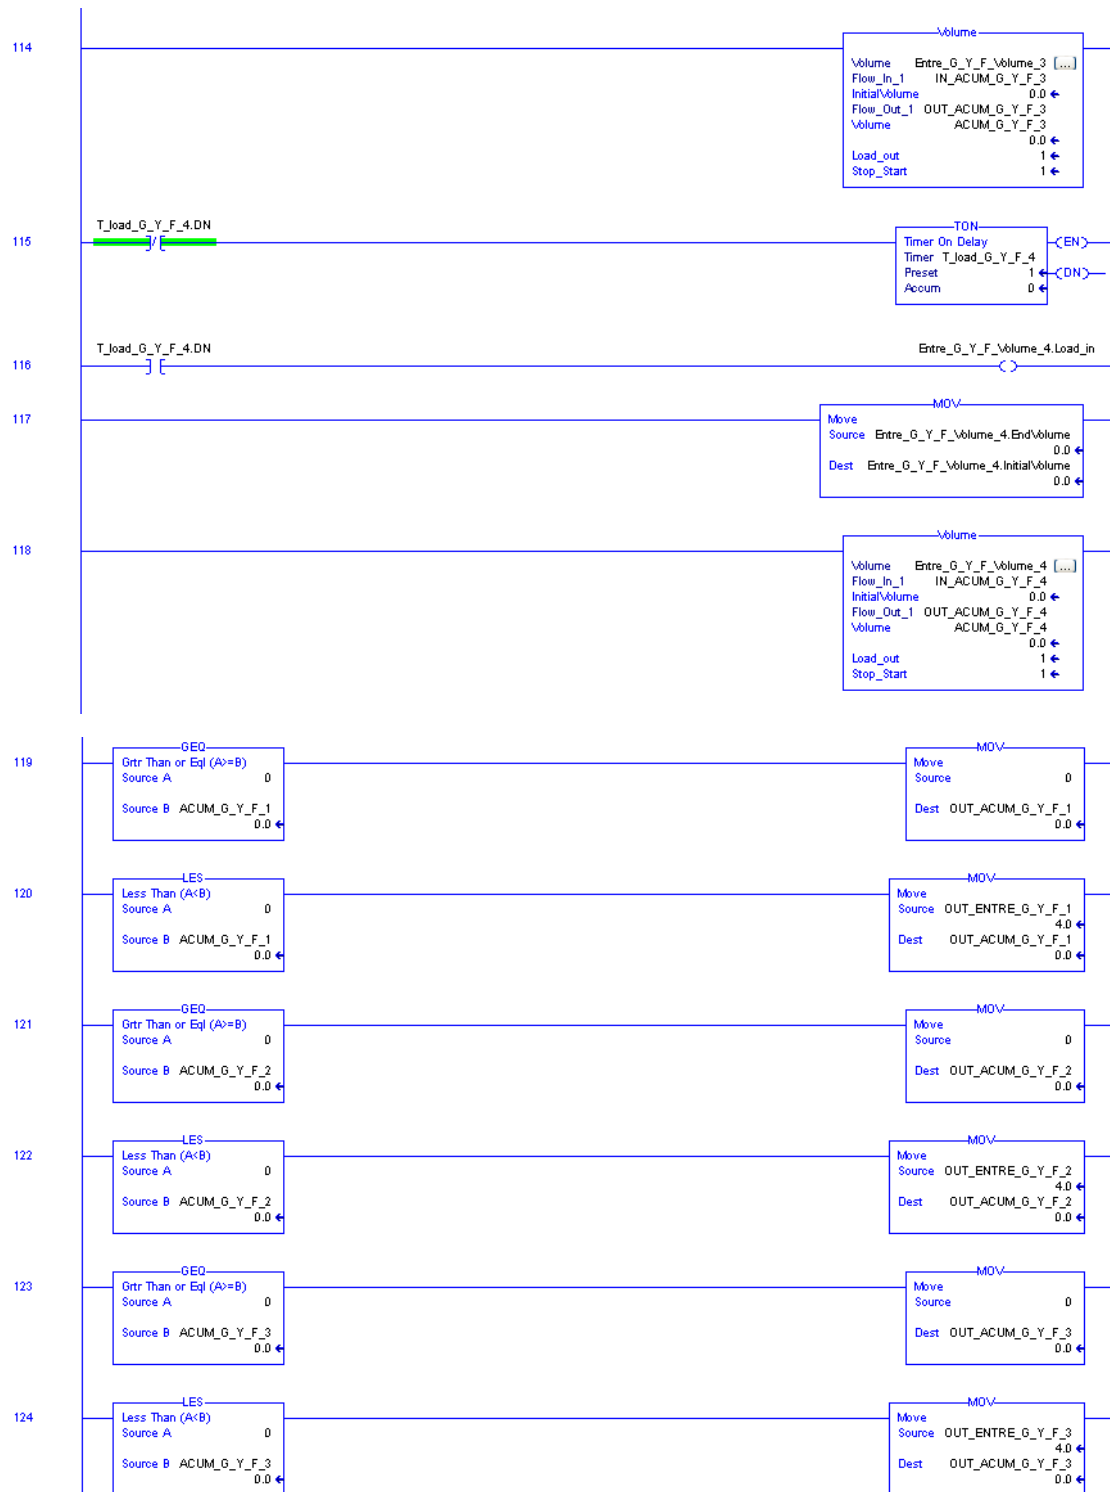 114
Volume
Volume Entre_G_Y_F_Volume_3 [...]
Flow_In_1 IN_ACUM_G_Y_F_3
InitialVolume
0.0
Flow_Out_1 OUT_ACUM_G_Y_F_3
Volume ACUM_G_Y_F_3
0.0
Load_out 1
Stop_Start 1
115
T_load_G_Y_F_4.DN
TON
Timer On Delay
Timer T_load_G_Y_F_4
Preset 1
Accum 0
EN
DN
116
T_load_G_Y_F_4.DN
Entre_G_Y_F_Volume_4.Load_in
117
MOV
Move
Source Entre_G_Y_F_Volume_4.EndVolume
0.0
Dest Entre_G_Y_F_Volume_4.InitialVolume
0.0
118
Volume
Volume Entre_G_Y_F_Volume_4 [...]
Flow_In_1 IN_ACUM_G_Y_F_4
InitialVolume
0.0
Flow_Out_1 OUT_ACUM_G_Y_F_4
Volume ACUM_G_Y_F_4
0.0
Load_out 1
Stop_Start 1
119
GEQ
Grtr Than or Eql (A>=B)
Source A 0
Source B ACUM_G_Y_F_1
0.0
MOV
Move
Source 0
Dest OUT_ACUM_G_Y_F_1
0.0
120
LES
Less Than (A<B)
Source A 0
Source B ACUM_G_Y_F_1
0.0
MOV
Move
Source OUT_ENTRE_G_Y_F_1
4.0
Dest OUT_ACUM_G_Y_F_1
0.0
121
GEQ
Grtr Than or Eql (A>=B)
Source A 0
Source B ACUM_G_Y_F_2
0.0
MOV
Move
Source 0
Dest OUT_ACUM_G_Y_F_2
0.0
122
LES
Less Than (A<B)
Source A 0
Source B ACUM_G_Y_F_2
0.0
MOV
Move
Source OUT_ENTRE_G_Y_F_2
4.0
Dest OUT_ACUM_G_Y_F_2
0.0
123
GEQ
Grtr Than or Eql (A>=B)
Source A 0
Source B ACUM_G_Y_F_3
0.0
MOV
Move
Source 0
Dest OUT_ACUM_G_Y_F_3
0.0
124
LES
Less Than (A<B)
Source A 0
Source B ACUM_G_Y_F_3
0.0
MOV
Move
Source OUT_ENTRE_G_Y_F_3
4.0
Dest OUT_ACUM_G_Y_F_3
0.0